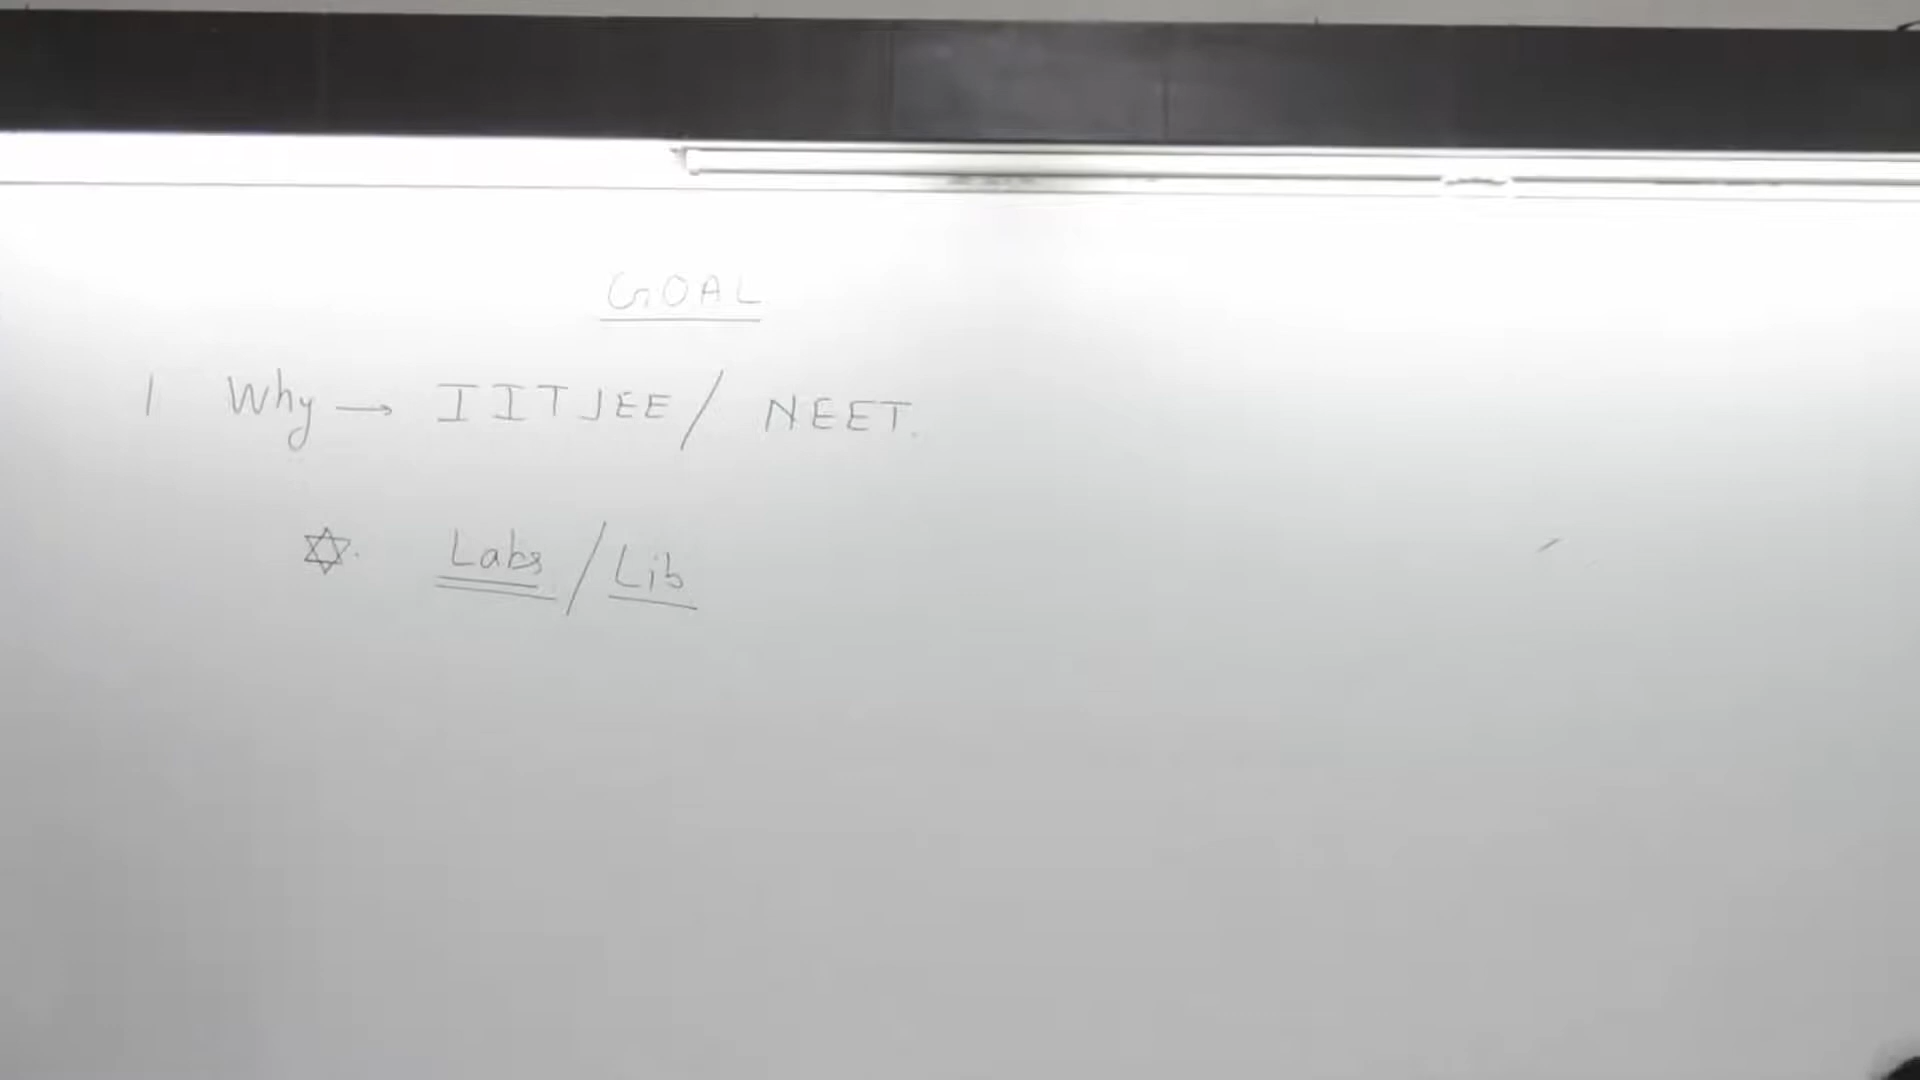 GOAL
1 Why → IITJEE / NEET.
✡. Labs / Lib